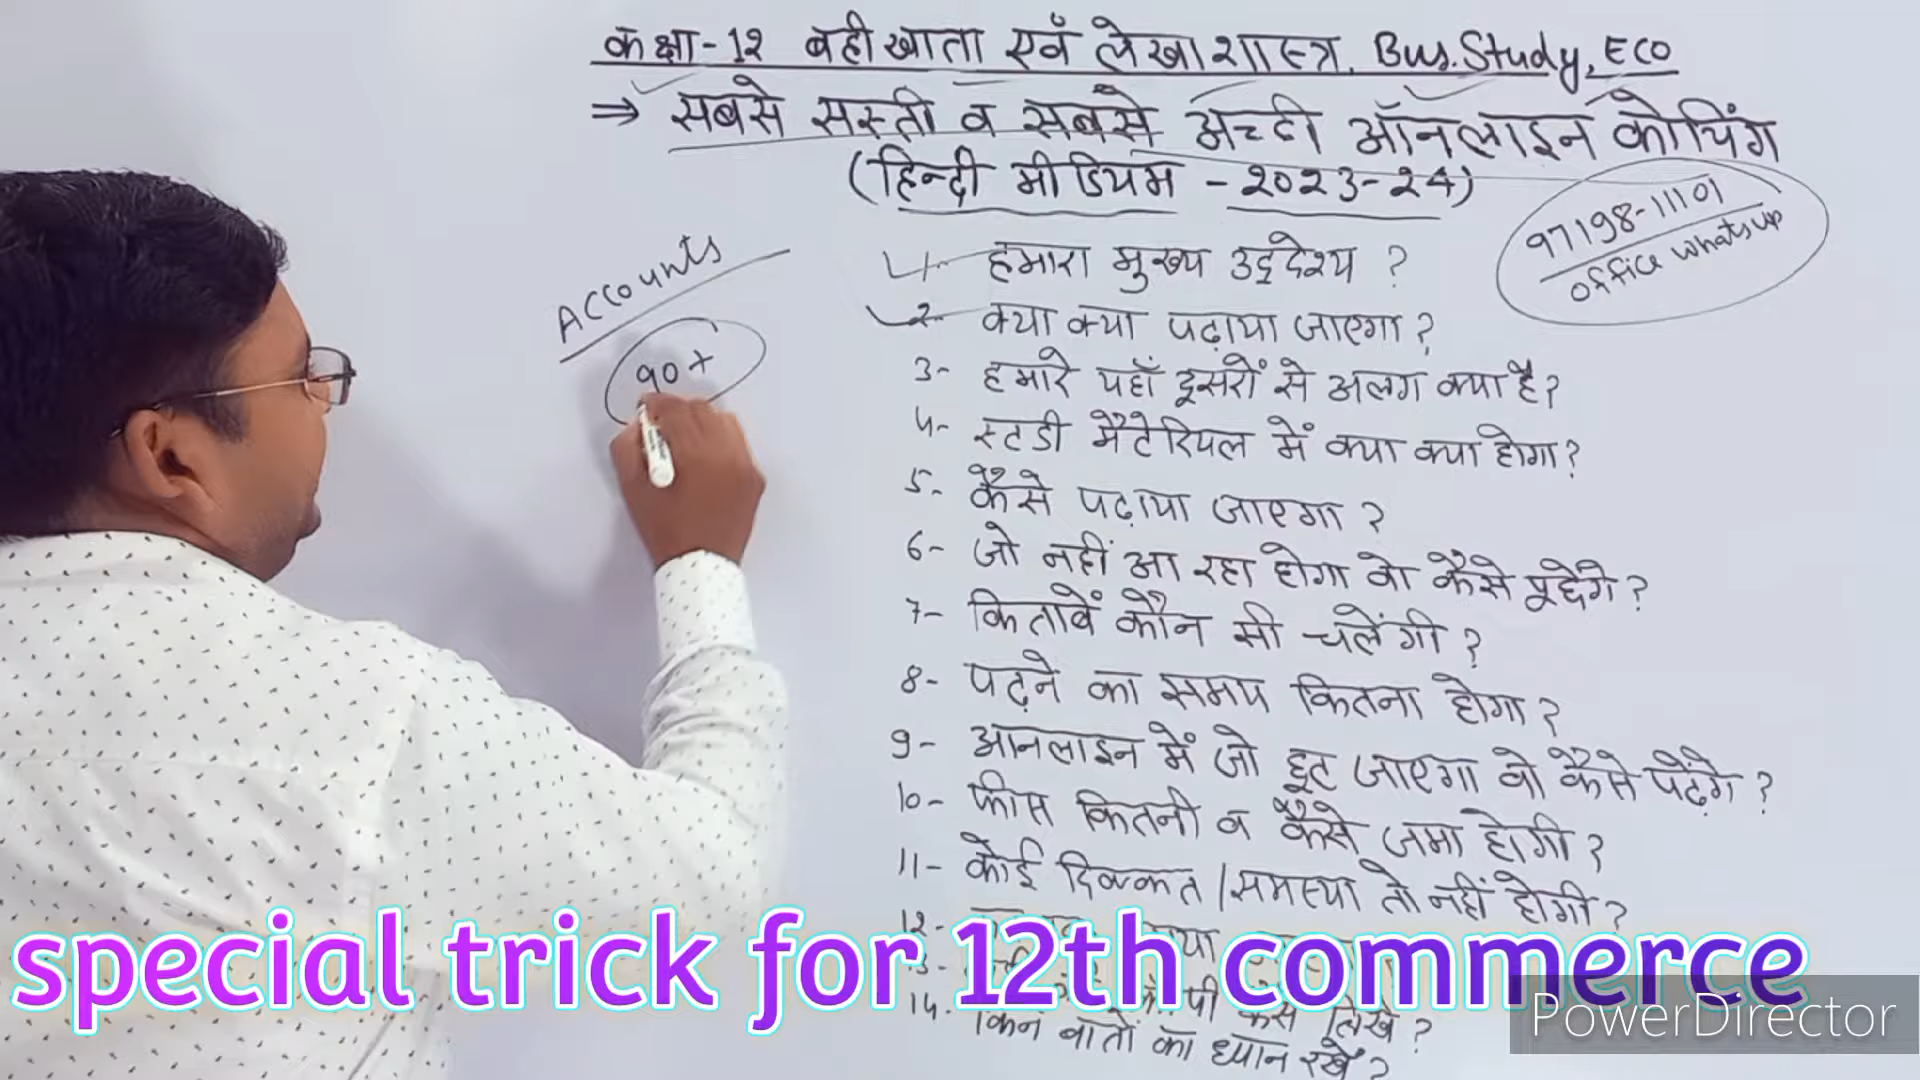 कक्षा-12 बहीखाता एवं लेखाशास्त्र, Bus. Study, ECO
⇒ सबसे सस्ती व सबसे अच्छी ऑनलाइन कोचिंग
(हिन्दी मीडियम - 2023-24)
97198-11101
office whatsup
Accounts
90+
1. हमारा मुख्य उद्देश्य ?
2- क्या क्या पढ़ाया जाएगा ?
3- हमारे यहाँ दूसरों से अलग क्या है ?
4- स्टडी मैटेरियल में क्या क्या होगा ?
5- कैसे पढ़ाया जाएगा ?
6- जो नहीं आ रहा होगा वो कैसे पूछेंगे ?
7- किताबें कौन सी चलेंगी ?
8- पढ़ने का समय कितना होगा ?
9- ऑनलाइन में जो छूट जाएगा वो कैसे पढ़ेंगे ?
10- फीस कितनी व कैसे जमा होगी ?
11- कोई दिक्कत/समस्या तो नहीं होगी ?
12-
13-
कैसे लिखें ?
14. किन बातों का ध्यान रखें ?
special trick for 12th commerce
PowerDirector